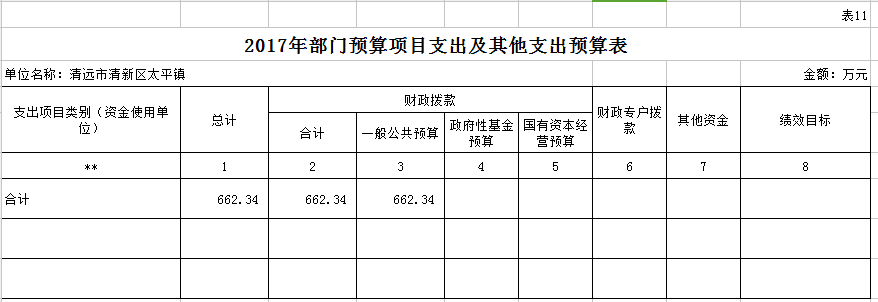 表11
2017年部门预算项目支出及其他支出预算表
单位名称：清远市清新区太平镇 金额：万元
支出项目类别（资金使用单位） 总计 财政拨款 财政专户拨款 其他资金 绩效目标
合计 一般公共预算 政府性基金预算 国有资本经营预算
** 1 2 3 4 5 6 7 8
合计 662.34 662.34 662.34